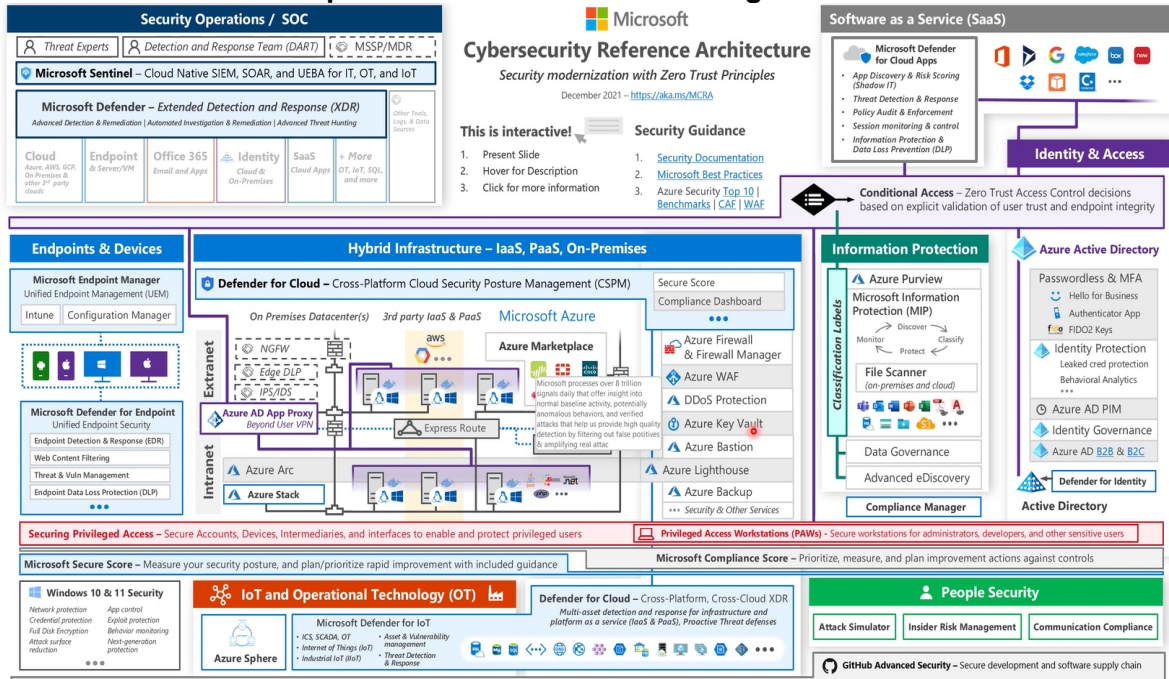 Security Operations / SOC
Threat Experts
Detection and Response Team (DART)
MSSP/MDR
Microsoft Sentinel – Cloud Native SIEM, SOAR, and UEBA for IT, OT, and IoT
Microsoft Defender – Extended Detection and Response (XDR)
Advanced Detection & Remediation | Automated Investigation & Remediation | Advanced Threat Hunting
Other Tools,
Logs, & Data
Sources
Cloud
Azure, AWS, GCP,
On Premises &
other 3rd party
clouds
Endpoint
& Server/VM
Office 365
Email and Apps
Identity
Cloud &
On-Premises
SaaS
Cloud Apps
+ More
OT, IoT, SQL,
and more
Microsoft
Cybersecurity Reference Architecture
Security modernization with Zero Trust Principles
December 2021 – https://aka.ms/MCRA
This is interactive!
1. Present Slide
2. Hover for Description
3. Click for more information
Security Guidance
1. Security Documentation
2. Microsoft Best Practices
3. Azure Security Top 10 |
Benchmarks | CAF | WAF
Software as a Service (SaaS)
Microsoft Defender
for Cloud Apps
• App Discovery & Risk Scoring
(Shadow IT)
• Threat Detection & Response
• Policy Audit & Enforcement
• Session monitoring & control
• Information Protection &
Data Loss Prevention (DLP)
salesforce
box
now
Identity & Access
Conditional Access – Zero Trust Access Control decisions
based on explicit validation of user trust and endpoint integrity
Endpoints & Devices
Microsoft Endpoint Manager
Unified Endpoint Management (UEM)
Intune
Configuration Manager
Microsoft Defender for Endpoint
Unified Endpoint Security
Endpoint Detection & Response (EDR)
Web Content Filtering
Threat & Vuln Management
Endpoint Data Loss Protection (DLP)
Hybrid Infrastructure – IaaS, PaaS, On-Premises
Defender for Cloud – Cross-Platform Cloud Security Posture Management (CSPM)
Secure Score
Compliance Dashboard
On Premises Datacenter(s)
3rd party IaaS & PaaS
Microsoft Azure
aws
Azure Marketplace
Extranet
NGFW
Edge DLP
IPS/IDS
Azure AD App Proxy
Beyond User VPN
Express Route
Microsoft processes over 8 trillion
signals daily that offer insight into
normal baseline activity, potentially
anomalous behaviors, and verified
attacks that help us provide high quality
detection by filtering out false positives
& amplifying real attac
Intranet
Azure Arc
Azure Stack
.net
php
Azure Firewall
& Firewall Manager
Azure WAF
DDoS Protection
Azure Key Vault
Azure Bastion
Azure Lighthouse
Azure Backup
Security & Other Services
Information Protection
Classification Labels
Azure Purview
Microsoft Information
Protection (MIP)
Discover
Monitor
Classify
Protect
File Scanner
(on-premises and cloud)
Data Governance
Advanced eDiscovery
Compliance Manager
Azure Active Directory
Passwordless & MFA
Hello for Business
Authenticator App
fido
FIDO2 Keys
Identity Protection
Leaked cred protection
Behavioral Analytics
Azure AD PIM
Identity Governance
Azure AD B2B & B2C
Defender for Identity
Active Directory
Securing Privileged Access – Secure Accounts, Devices, Intermediaries, and interfaces to enable and protect privileged users
Privileged Access Workstations (PAWs) - Secure workstations for administrators, developers, and other sensitive users
Microsoft Secure Score – Measure your security posture, and plan/prioritize rapid improvement with included guidance
Microsoft Compliance Score – Prioritize, measure, and plan improvement actions against controls
Windows 10 & 11 Security
Network protection
Credential protection
Full Disk Encryption
Attack surface
reduction
App control
Exploit protection
Behavior monitoring
Next-generation
protection
IoT and Operational Technology (OT)
Azure Sphere
Microsoft Defender for IoT
• ICS, SCADA, OT
• Internet of Things (IoT)
• Industrial IoT (IIoT)
• Asset & Vulnerability
management
• Threat Detection
& Response
Defender for Cloud – Cross-Platform, Cross-Cloud XDR
Multi-asset detection and response for infrastructure and
platform as a service (IaaS & PaaS), Proactive Threat defenses
People Security
Attack Simulator
Insider Risk Management
Communication Compliance
GitHub Advanced Security – Secure development and software supply chain